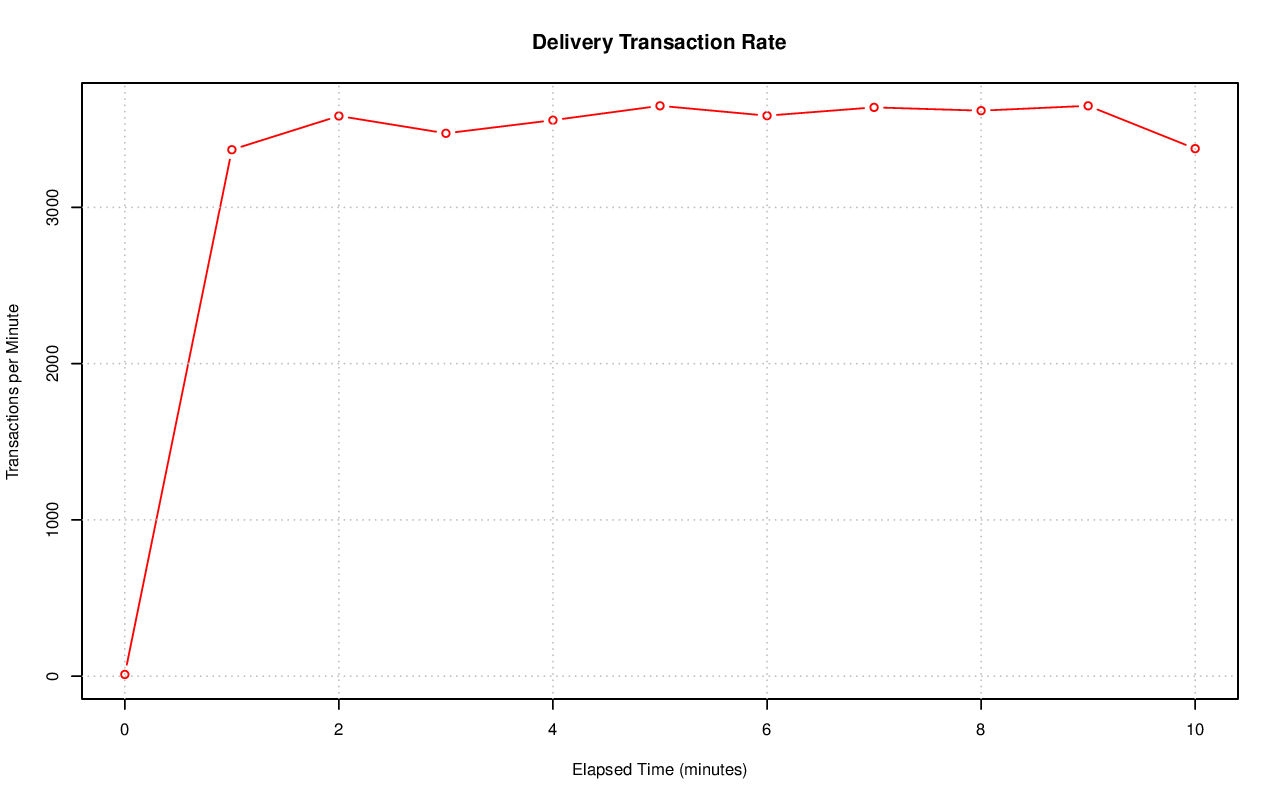 Delivery Transaction Rate
Transactions per Minute
3000
2000
1000
0
0 2 4 6 8 10
Elapsed Time (minutes)